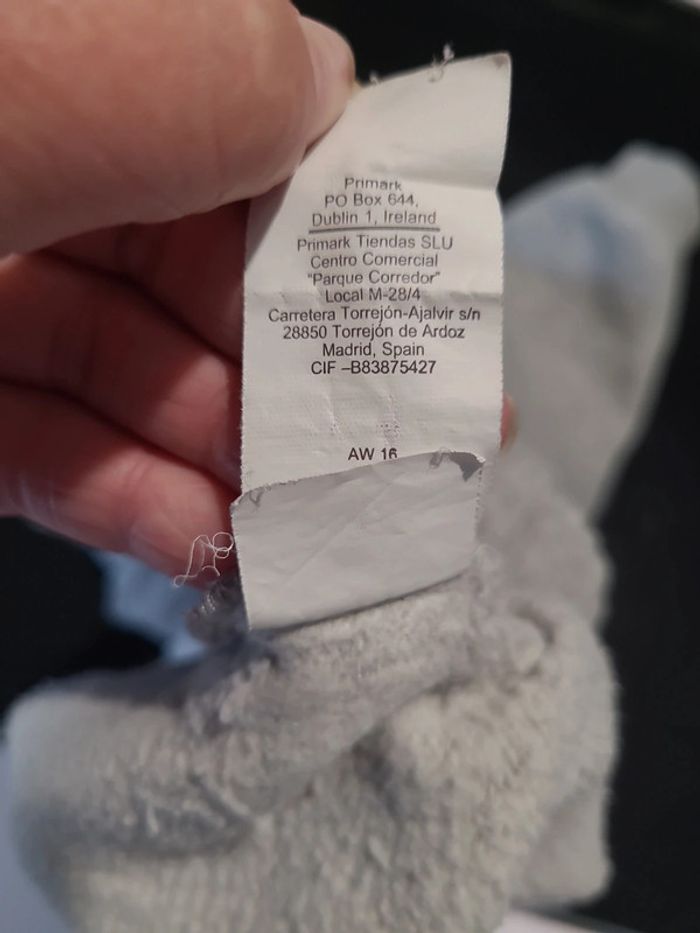 Primark
PO Box 644,
Dublin 1, Ireland
Primark Tiendas SLU
Centro Comercial
"Parque Corredor"
Local M-28/4
Carretera Torrejón-Ajalvir s/n
28850 Torrejón de Ardoz
Madrid, Spain
CIF –B83875427
AW 16